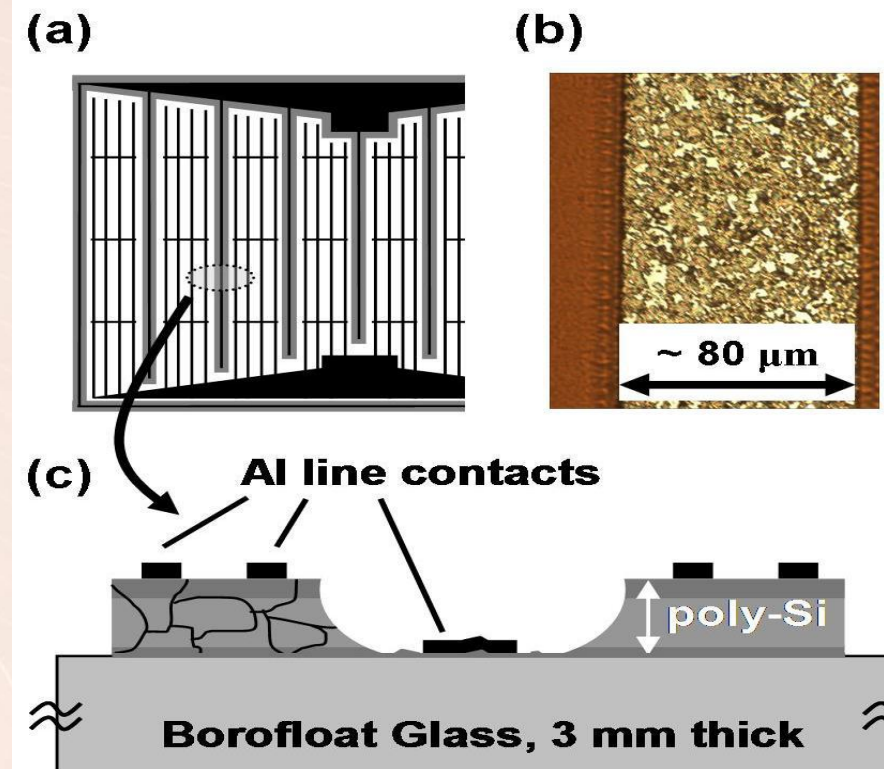 (a)
(b)
~ 80 μm
(c)
Al line contacts
poly-Si
Borofloat Glass, 3 mm thick